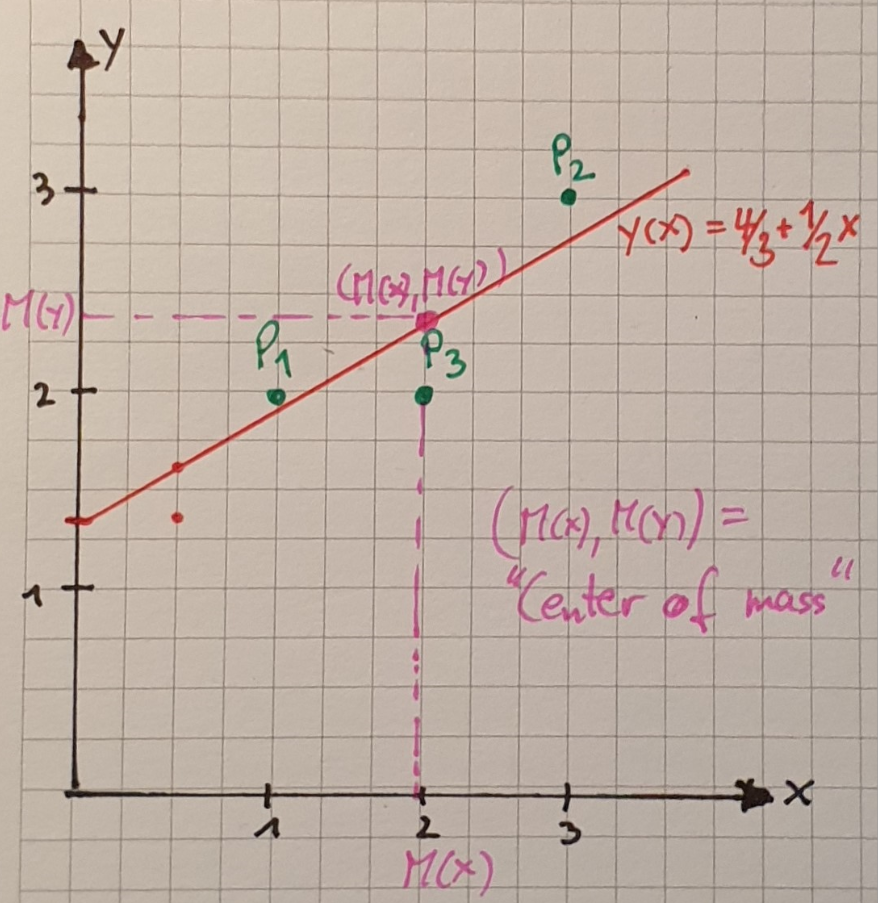 Y
P2
3
y(x) = 4/3 + 1/2 x
(M(x), M(y))
M(y)
P1
P3
2
(M(x), M(y)) =
"Center of mass"
1
x
1 2 3
M(x)